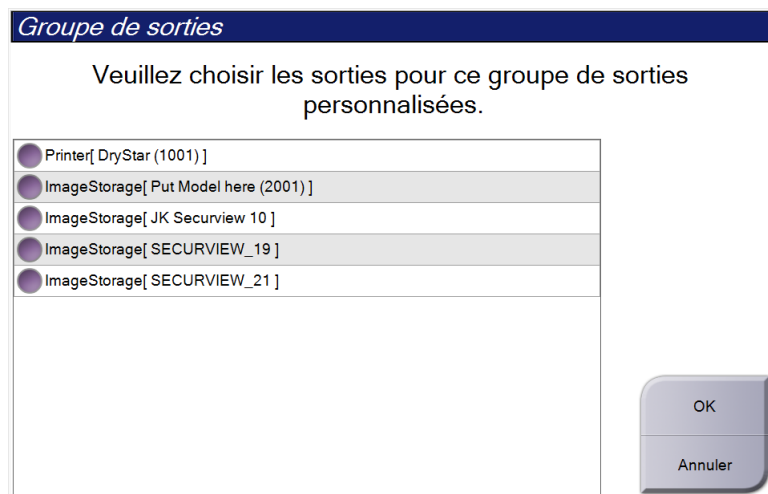 Groupe de sorties
Veuillez choisir les sorties pour ce groupe de sorties
personnalisées.
Printer[ DryStar (1001) ]
ImageStorage[ Put Model here (2001) ]
ImageStorage[ JK Securview 10 ]
ImageStorage[ SECURVIEW_19 ]
ImageStorage[ SECURVIEW_21 ]
OK
Annuler